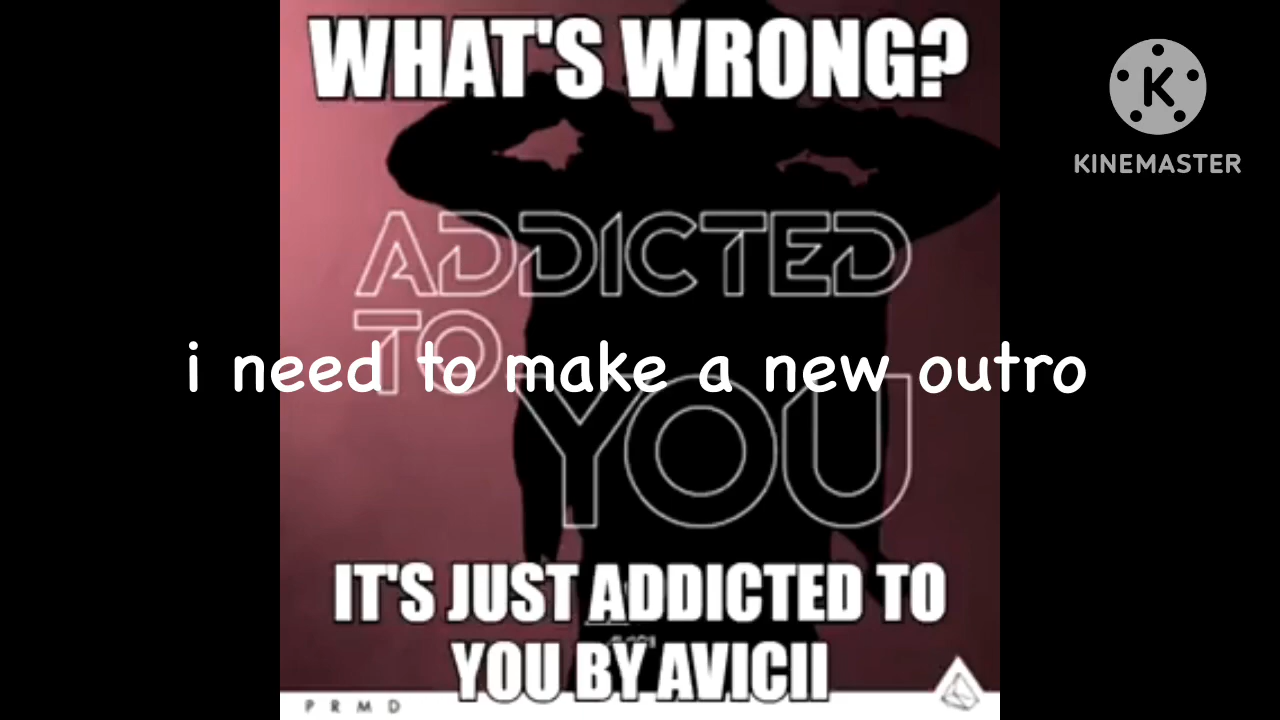 WHAT'S WRONG?
KINEMASTER
ADDICTED
TO
i need to make a new outro
YOU
IT'S JUST ADDICTED TO
YOU BY AVICII
PRMD